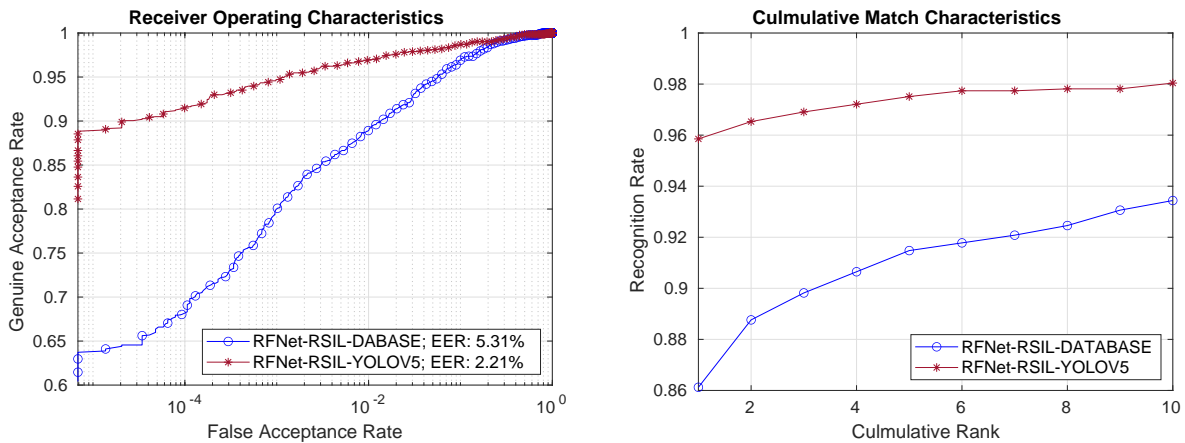 Receiver Operating Characteristics
1
0.95
0.9
0.85
0.8
0.75
0.7
0.65
0.6
Genuine Acceptance Rate
RFNet-RSIL-DABASE; EER: 5.31%
RFNet-RSIL-YOLOV5; EER: 2.21%
10^-4
10^-2
10^0
False Acceptance Rate
Culmulative Match Characteristics
1
0.98
0.96
0.94
0.92
0.9
0.88
0.86
Recognition Rate
RFNet-RSIL-DATABASE
RFNet-RSIL-YOLOV5
2
4
6
8
10
Culmulative Rank